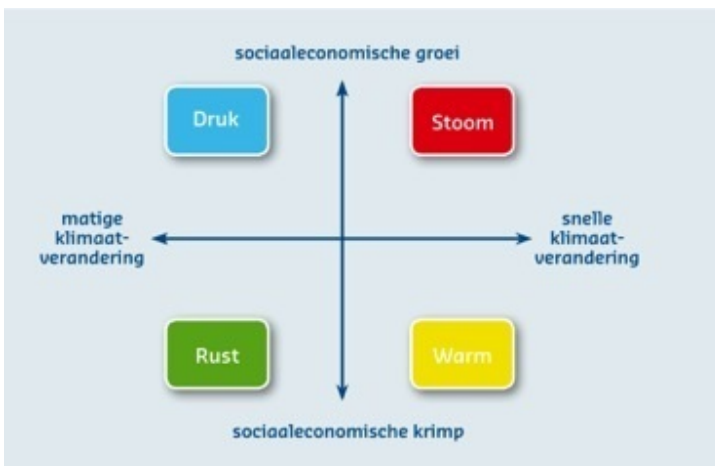 sociaaleconomische groei
Druk
Stoom
matige
klimaat-
verandering
snelle
klimaat-
verandering
Rust
Warm
sociaaleconomische krimp